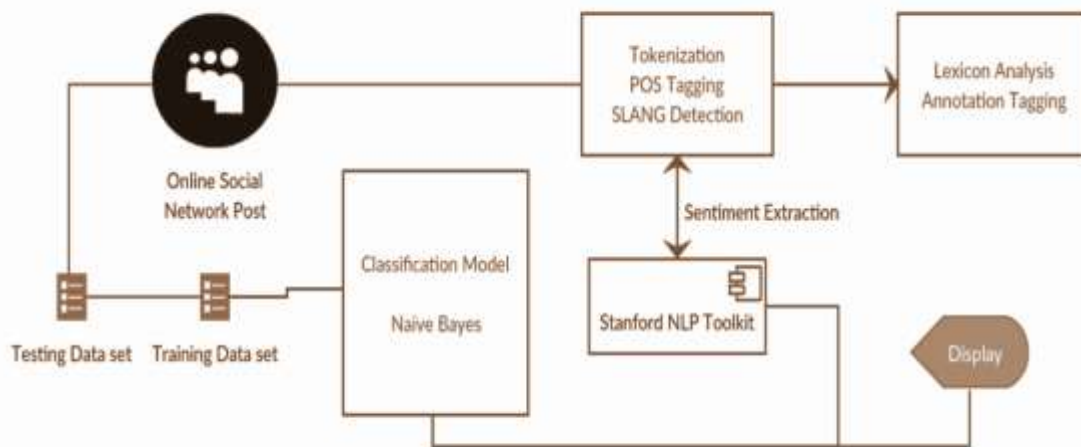 Tokenization
POS Tagging
SLANG Detection
Lexicon Analysis
Annotation Tagging
Online Social
Network Post
Sentiment Extraction
Classification Model
Naive Bayes
Stanford NLP Toolkit
Testing Data set
Training Data set
Display